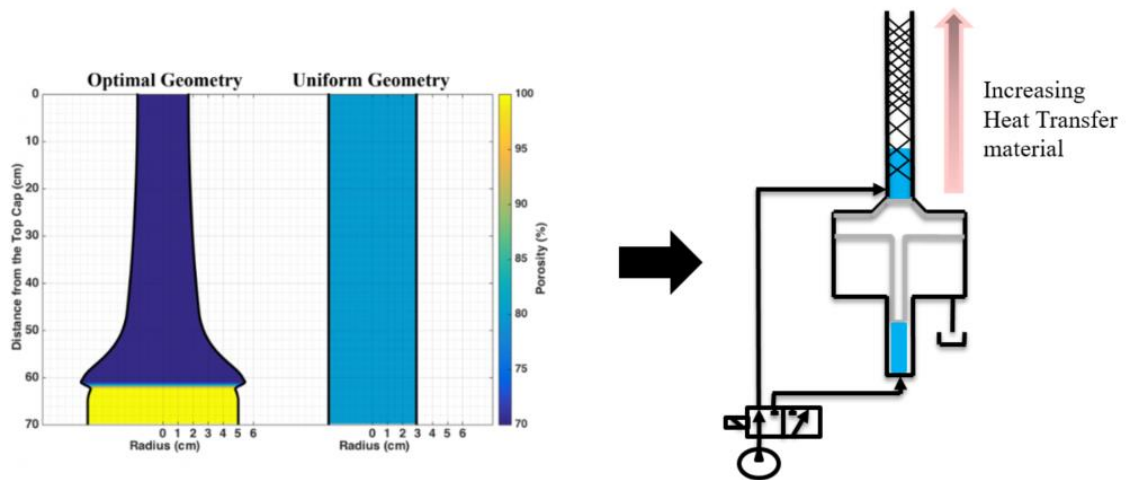 Optimal Geometry
Uniform Geometry
Distance from the Top Cap (cm)
0
10
20
30
40
50
60
70
0 1 2 3 4 5 6
Radius (cm)
0 1 2 3 4 5 6
Radius (cm)
100
95
90
85
80
75
70
Porosity (%)
Increasing
Heat Transfer
material